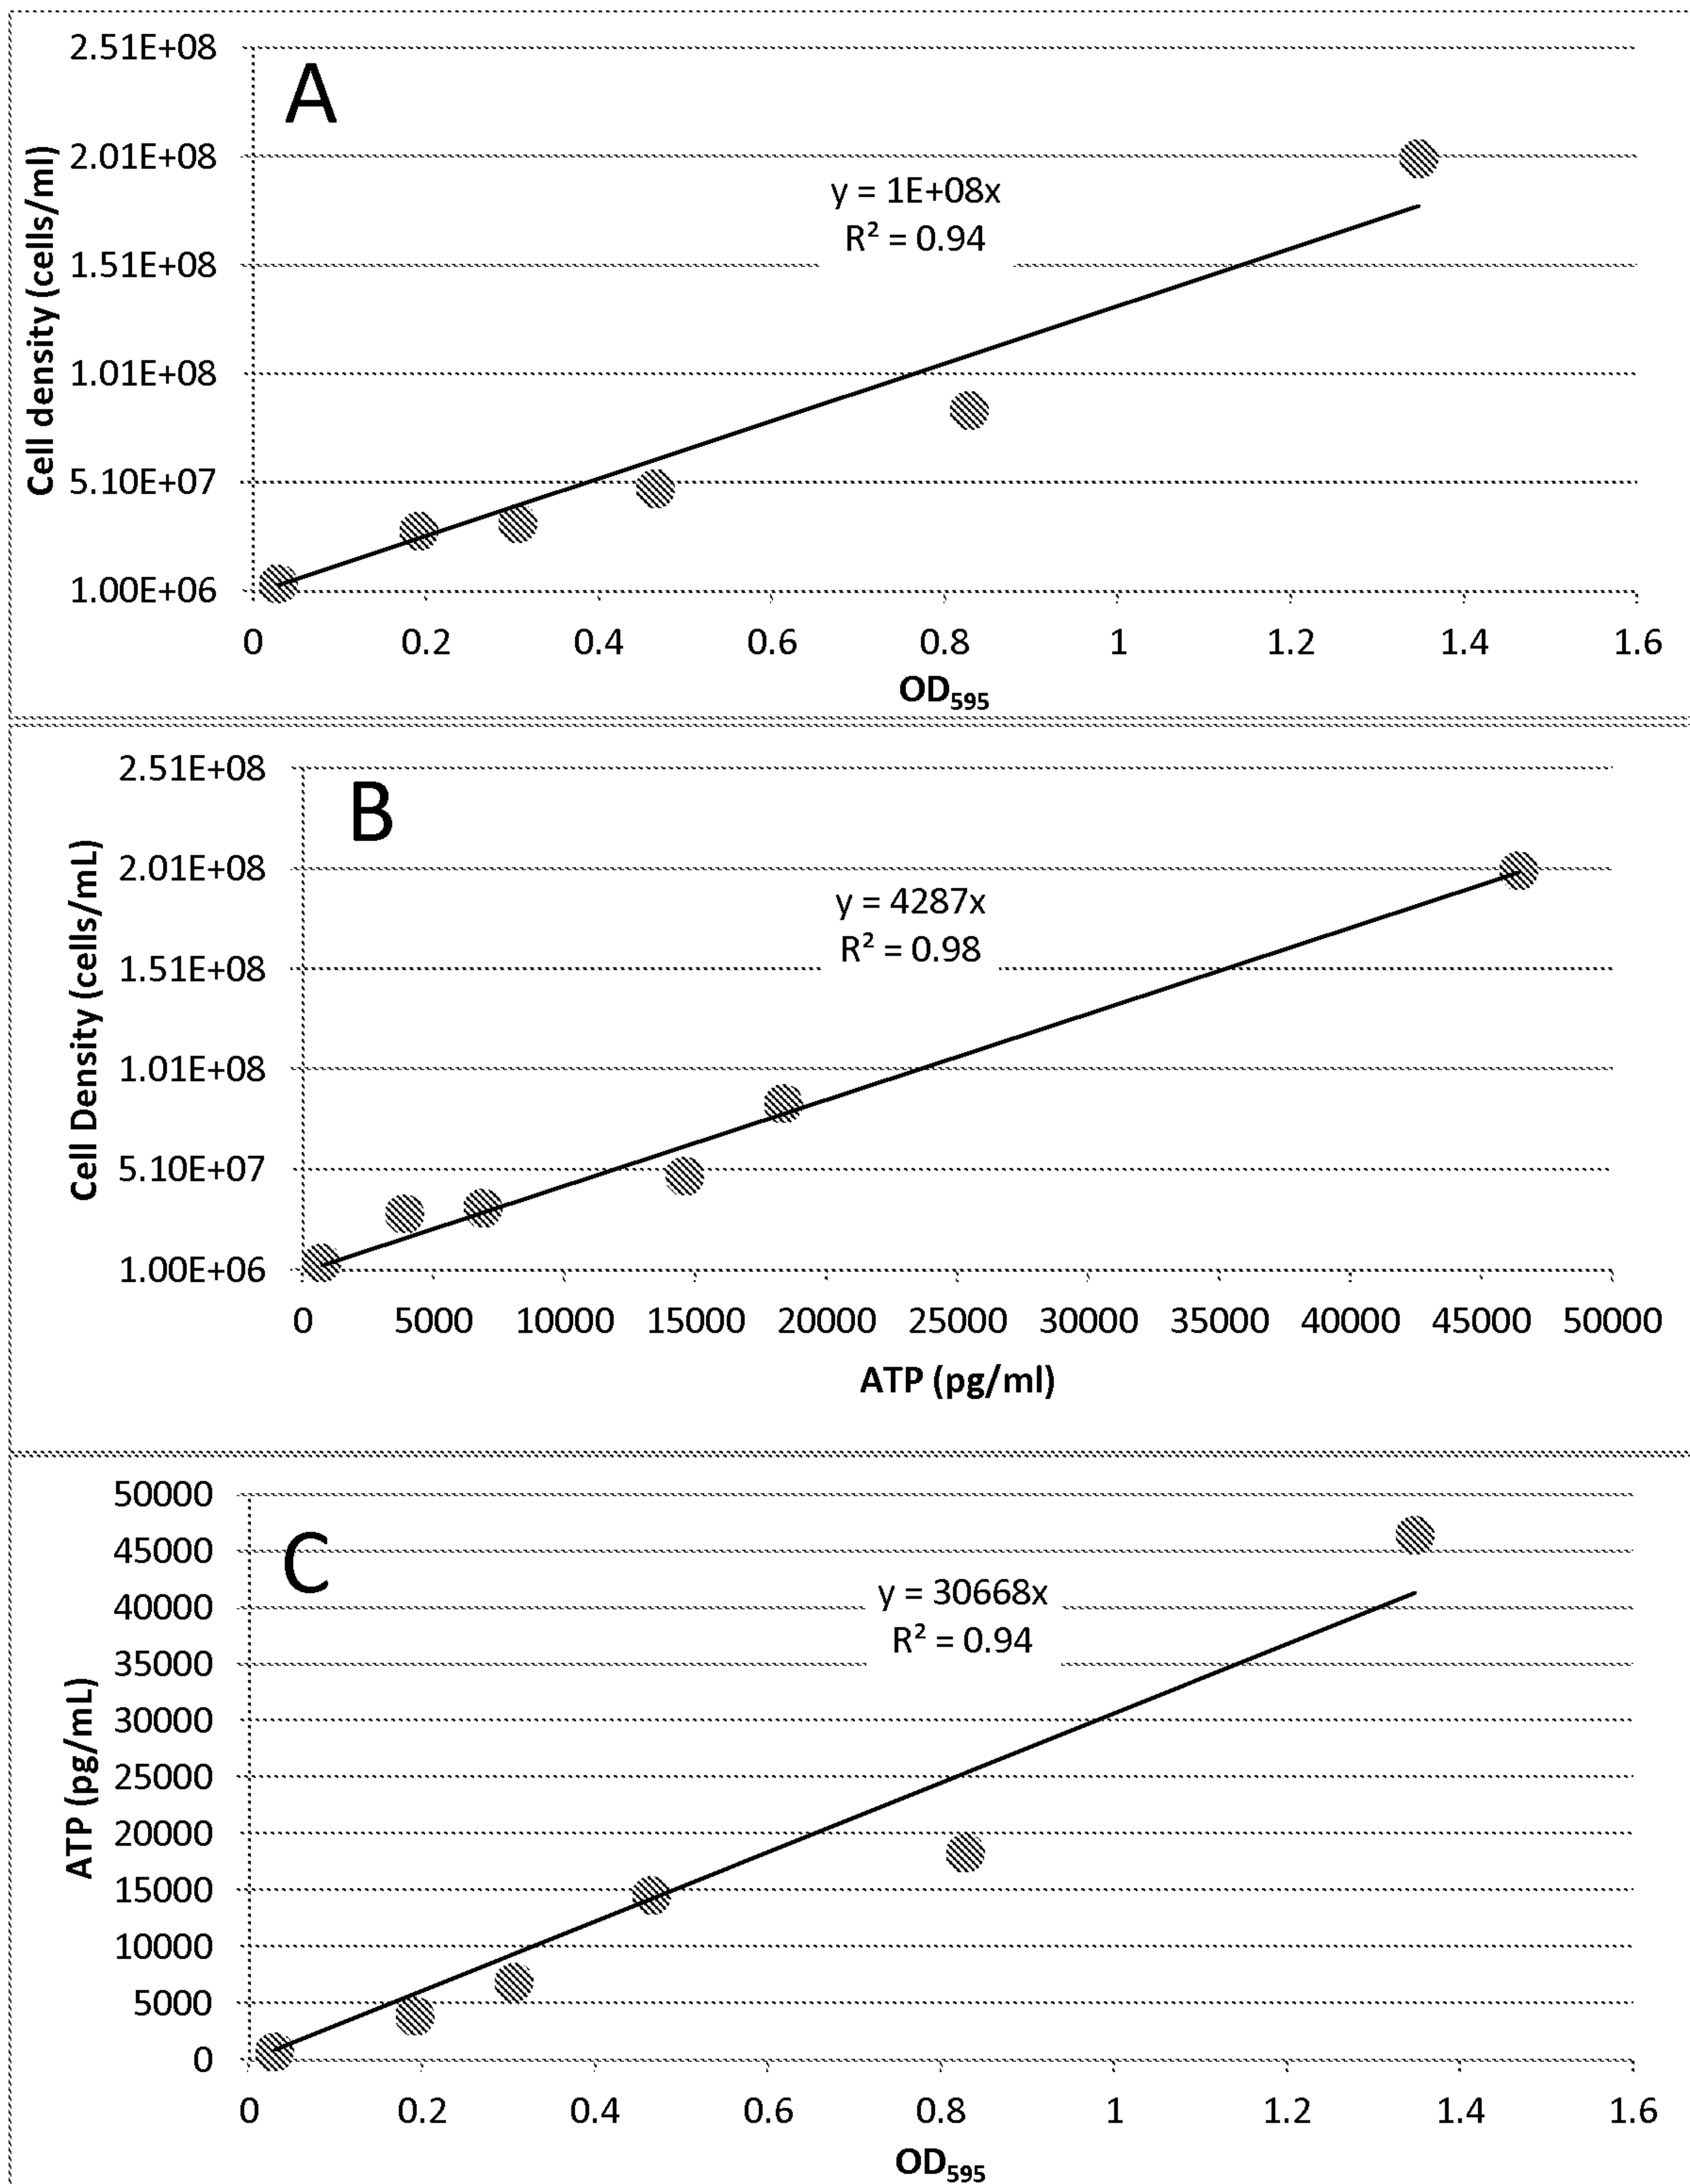 A
2.51E+08
2.01E+08
1.51E+08
1.01E+08
5.10E+07
1.00E+06
Cell density (cells/ml)
y = 1E+08x
R² = 0.94
0 0.2 0.4 0.6 0.8 1 1.2 1.4 1.6
OD₅₉₅
B
2.51E+08
2.01E+08
1.51E+08
1.01E+08
5.10E+07
1.00E+06
Cell Density (cells/mL)
y = 4287x
R² = 0.98
0 5000 10000 15000 20000 25000 30000 35000 40000 45000 50000
ATP (pg/ml)
C
50000
45000
40000
35000
30000
25000
20000
15000
10000
5000
0
ATP (pg/mL)
y = 30668x
R² = 0.94
0 0.2 0.4 0.6 0.8 1 1.2 1.4 1.6
OD₅₉₅